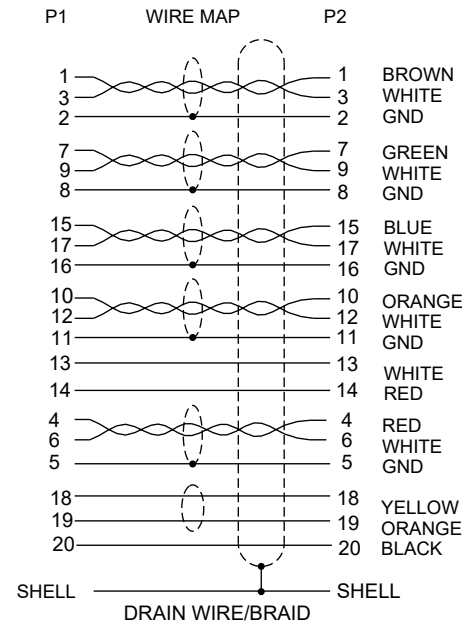 P1 WIRE MAP P2
1 1 BROWN
3 3 WHITE
2 2 GND
7 7 GREEN
9 9 WHITE
8 8 GND
15 15 BLUE
17 17 WHITE
16 16 GND
10 10 ORANGE
12 12 WHITE
11 11 GND
13 13 WHITE
14 14 RED
4 4 RED
6 6 WHITE
5 5 GND
18 18 YELLOW
19 19 ORANGE
20 20 BLACK
SHELL SHELL
DRAIN WIRE/BRAID